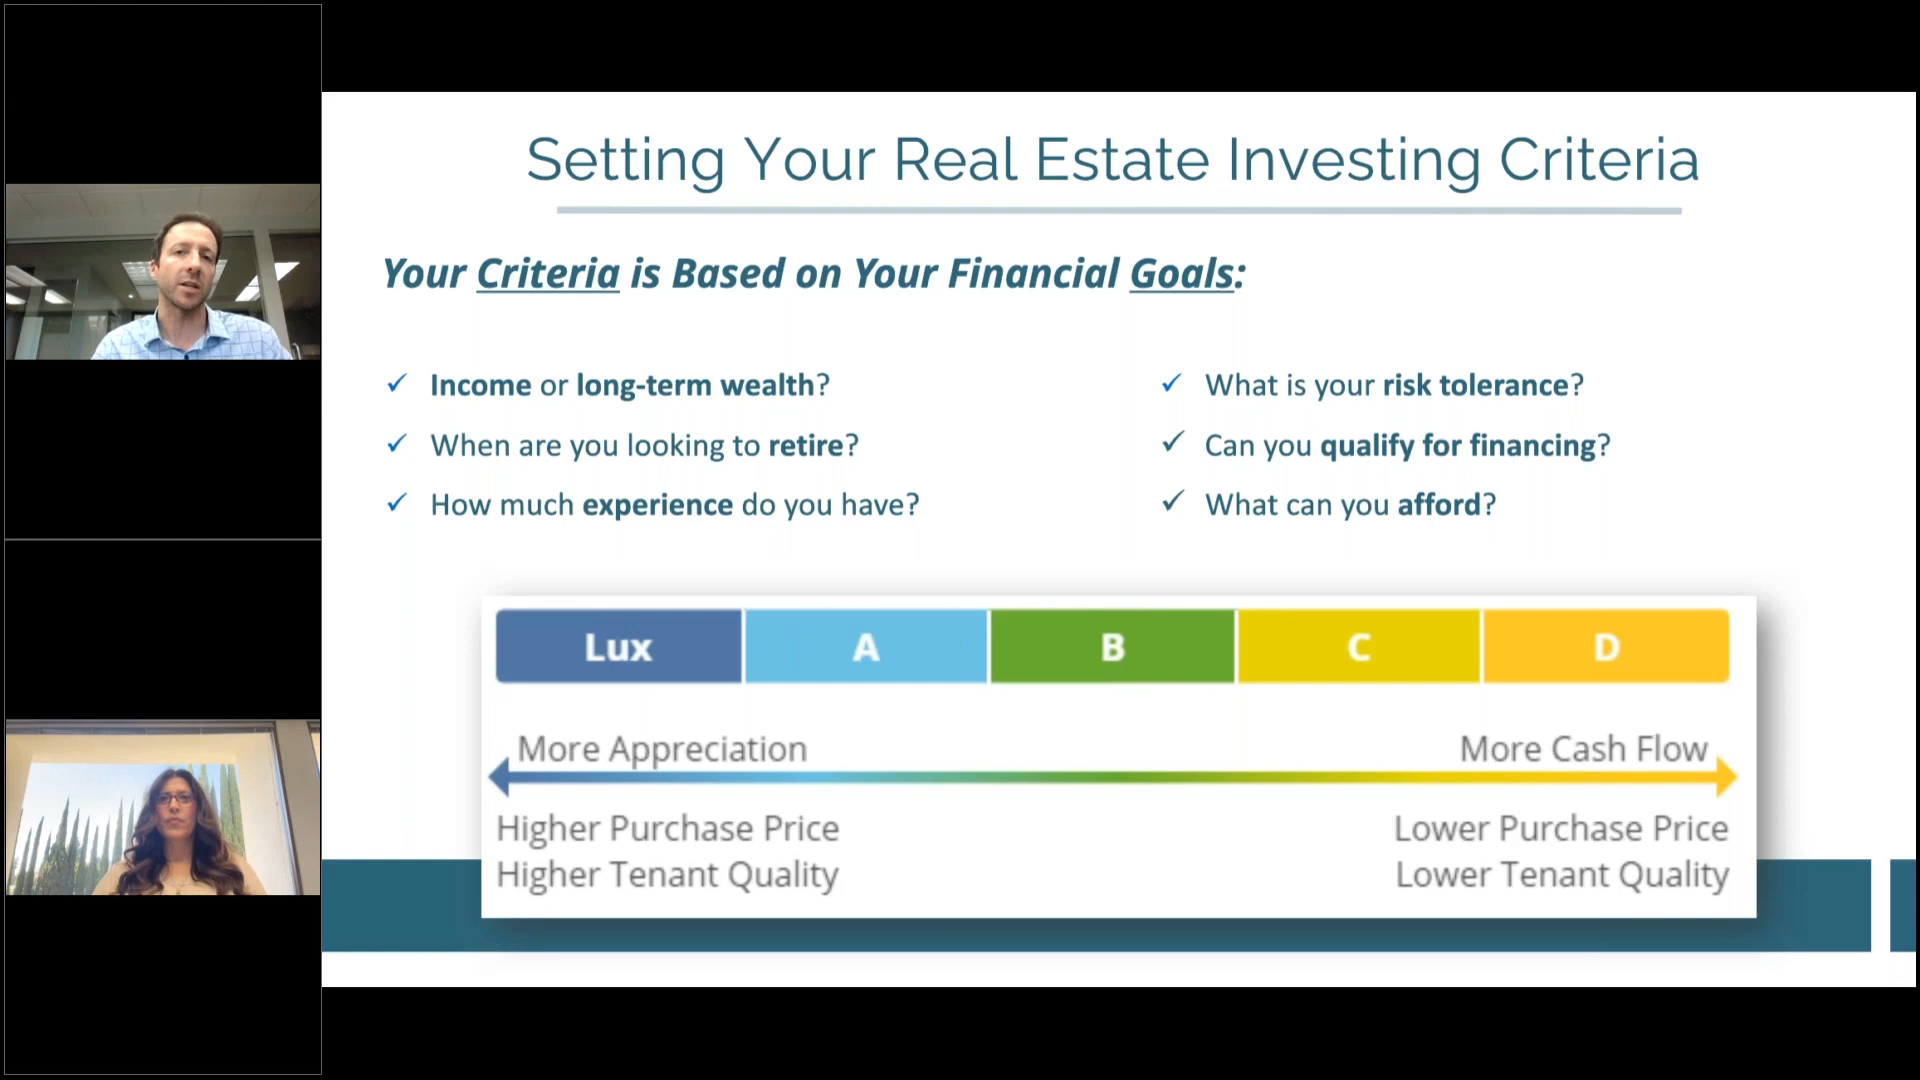 Setting Your Real Estate Investing Criteria
Your Criteria is Based on Your Financial Goals:
✓ Income or long-term wealth?
✓ When are you looking to retire?
✓ How much experience do you have?
✓ What is your risk tolerance?
✓ Can you qualify for financing?
✓ What can you afford?
Lux A B C D
More Appreciation
More Cash Flow
Higher Purchase Price
Higher Tenant Quality
Lower Purchase Price
Lower Tenant Quality